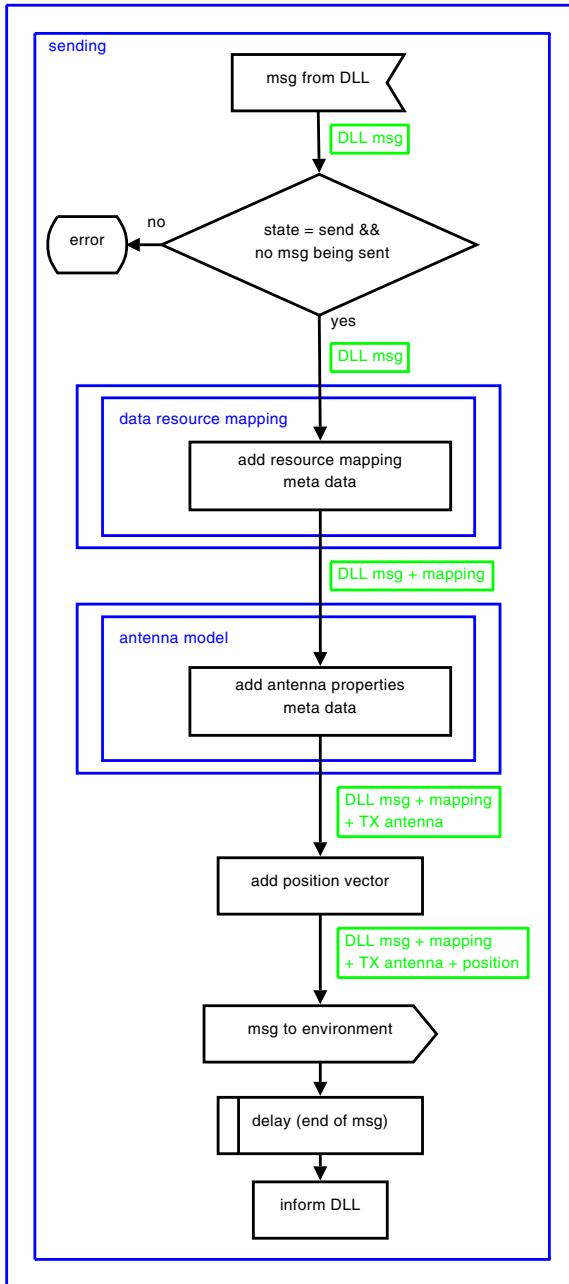 sending
msg from DLL
DLL msg
state = send &&
no msg being sent
no
error
yes
DLL msg
data resource mapping
add resource mapping
meta data
DLL msg + mapping
antenna model
add antenna properties
meta data
DLL msg + mapping
+ TX antenna
add position vector
DLL msg + mapping
+ TX antenna + position
msg to environment
delay (end of msg)
inform DLL